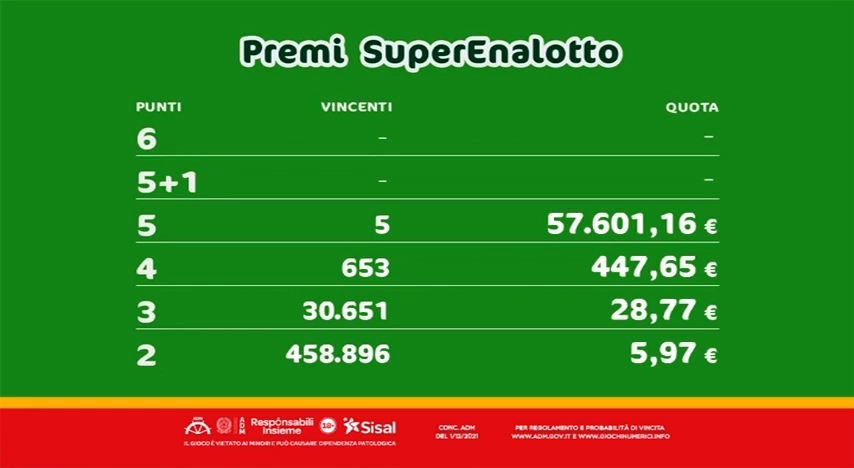 Premi SuperEnalotto
PUNTI VINCENTI QUOTA
6 – –
5+1 – –
5 5 57.601,16 €
4 653 447,65 €
3 30.651 28,77 €
2 458.896 5,97 €
ADM Responsabili Insieme 18+ Sisal
IL GIOCO È VIETATO AI MINORI E PUÒ CAUSARE DIPENDENZA PATOLOGICA
CONC. ADM
DEL 1/12/2021
PER REGOLAMENTO E PROBABILITÀ DI VINCITA
WWW.ADM.GOV.IT E WWW.GIOCHINUMERICI.INFO